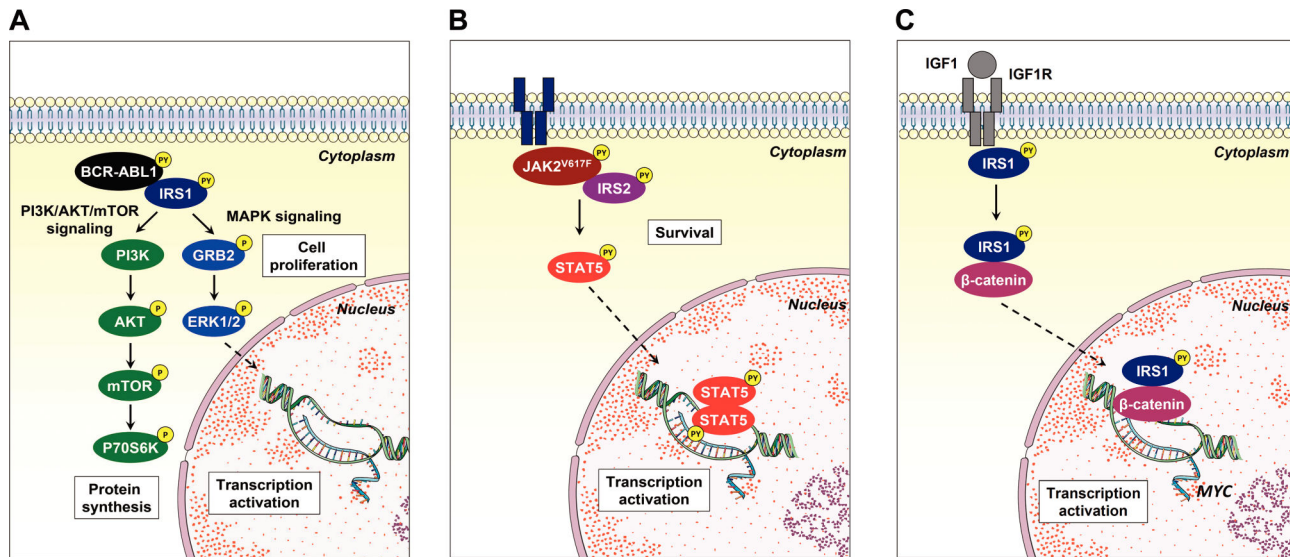 A
Cytoplasm
BCR-ABL1
PY
IRS1
PY
PI3K/AKT/mTOR
signaling
MAPK signaling
PI3K
GRB2
P
Cell
proliferation
AKT
P
ERK1/2
P
Nucleus
mTOR
P
P70S6K
P
Protein
synthesis
Transcription
activation
B
Cytoplasm
JAK2V617F
PY
IRS2
PY
Survival
STAT5
PY
Nucleus
STAT5
PY
STAT5
PY
Transcription
activation
C
IGF1
IGF1R
Cytoplasm
IRS1
PY
IRS1
PY
β-catenin
Nucleus
IRS1
PY
β-catenin
MYC
Transcription
activation